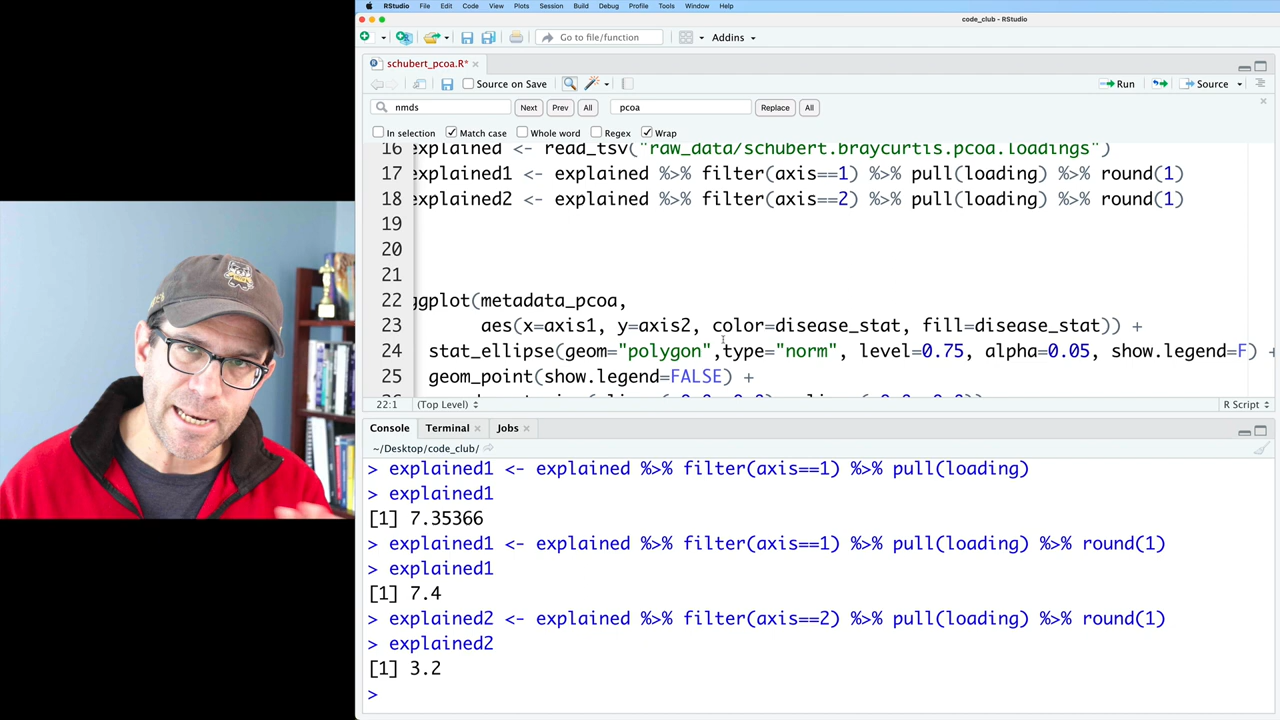 RStudio File Edit Code View Plots Session Build Debug Profile Tools Window Help
code_club - RStudio
Go to file/function Addins
schubert_pcoa.R*
Source on Save Run Source
nmds Next Prev All pcoa Replace All
In selection Match case Whole word Regex Wrap
16 explained <- read_tsv("raw_data/schubert.braycurtis.pcoa.loadings")
17 explained1 <- explained %>% filter(axis==1) %>% pull(loading) %>% round(1)
18 explained2 <- explained %>% filter(axis==2) %>% pull(loading) %>% round(1)
19
20
21
22 ggplot(metadata_pcoa,
23 aes(x=axis1, y=axis2, color=disease_stat, fill=disease_stat)) +
24 stat_ellipse(geom="polygon",type="norm", level=0.75, alpha=0.05, show.legend=F) +
25 geom_point(show.legend=FALSE) +
22:1 (Top Level) R Script
Console Terminal Jobs
~/Desktop/code_club/
> explained1 <- explained %>% filter(axis==1) %>% pull(loading)
> explained1
[1] 7.35366
> explained1 <- explained %>% filter(axis==1) %>% pull(loading) %>% round(1)
> explained1
[1] 7.4
> explained2 <- explained %>% filter(axis==2) %>% pull(loading) %>% round(1)
> explained2
[1] 3.2
>